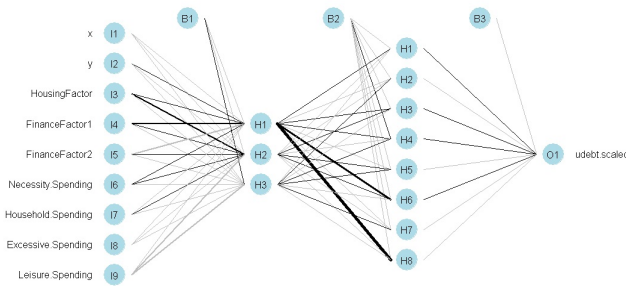 B1 B2 B3
x I1
H1
y I2
H2
HousingFactor I3
H3
FinanceFactor1 I4 H1
H4
FinanceFactor2 I5 H2 O1 udebt.scaled
H5
Necessity.Spending I6 H3
H6
Household.Spending I7
H7
Excessive.Spending I8
H8
Leisure.Spending I9